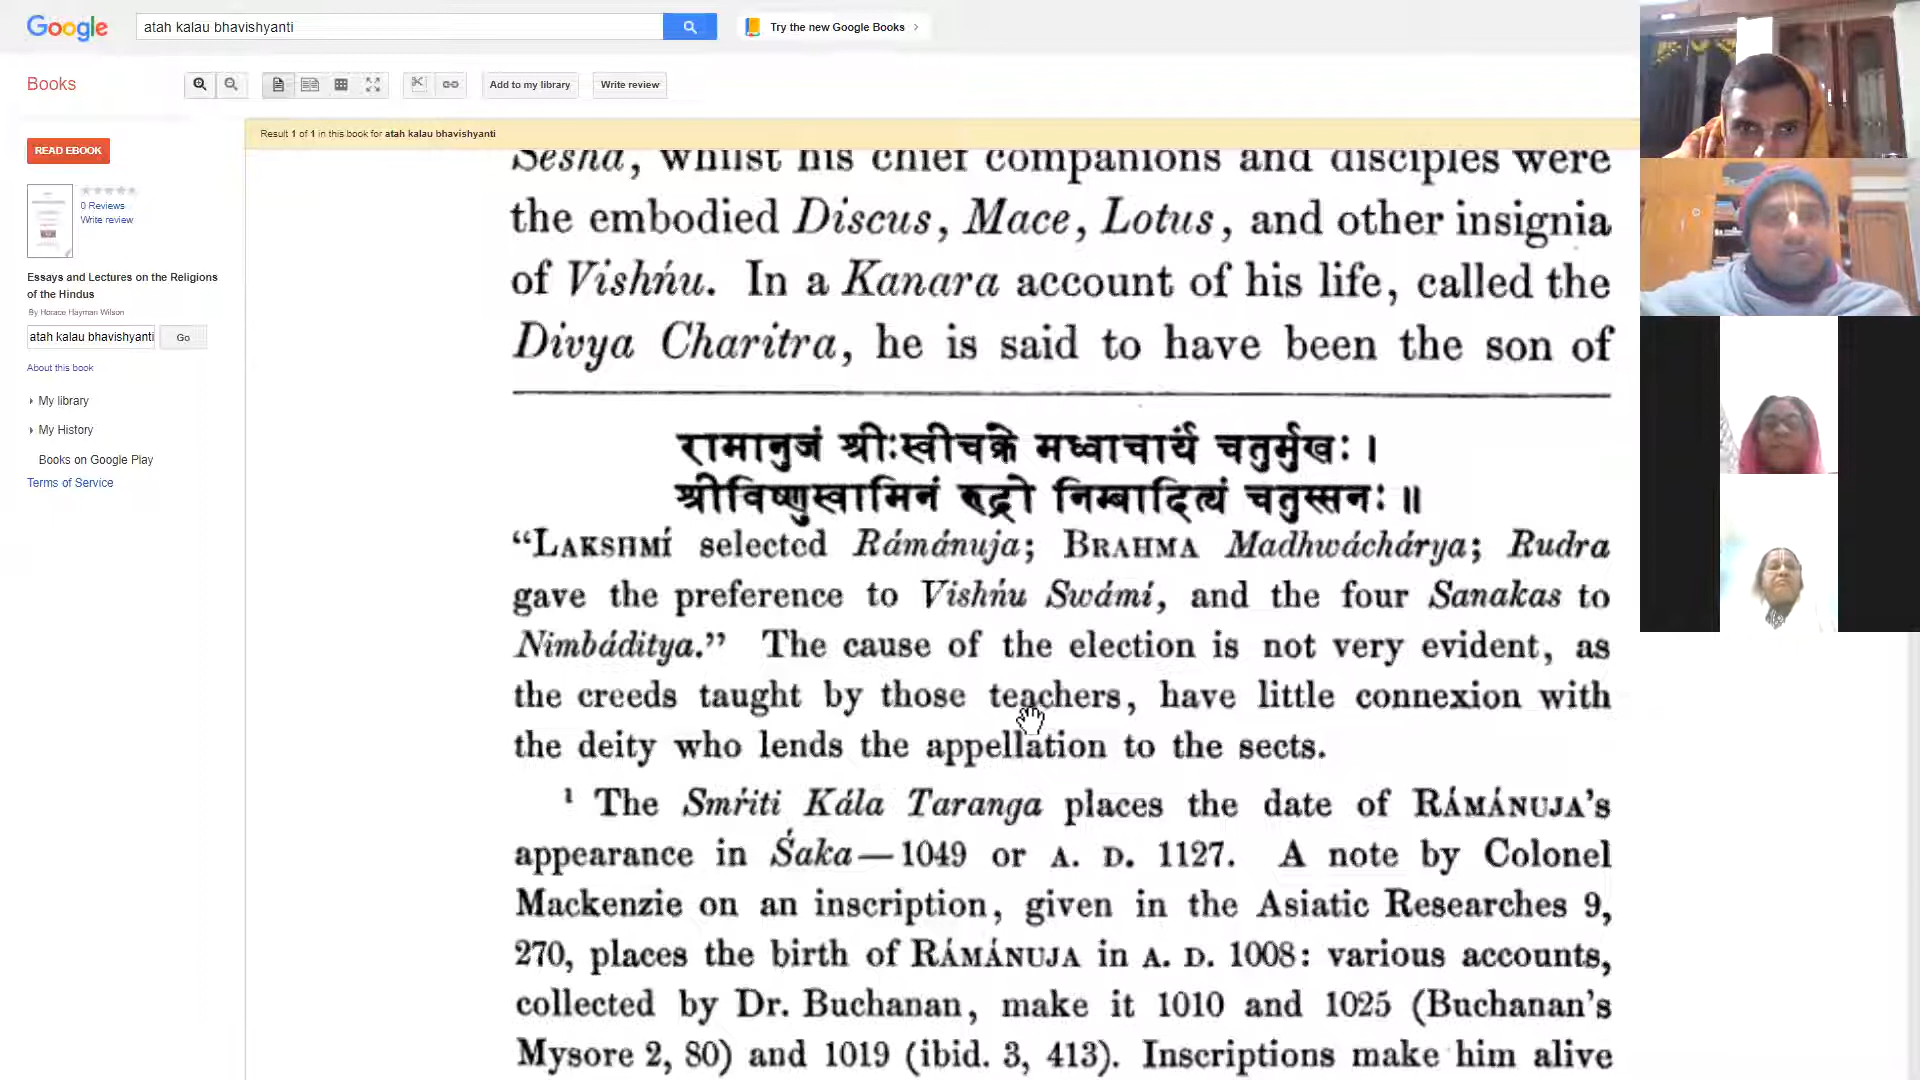 Google
atah kalau bhavishyanti
Try the new Google Books
Books
Add to my library
Write review
Result 1 of 1 in this book for atah kalau bhavishyanti
READ EBOOK
0 Reviews
Write review
Essays and Lectures on the Religions
of the Hindus
By Horace Hayman Wilson
atah kalau bhavishyanti
Go
About this book
My library
My History
Books on Google Play
Terms of Service
Sesha, whilst his chief companions and disciples were
the embodied Discus, Mace, Lotus, and other insignia
of Vishńu. In a Kanara account of his life, called the
Divya Charitra, he is said to have been the son of
रामानुजं श्रीःस्वीचक्रे मध्वाचार्यं चतुर्मुखः ।
श्रीविष्णुस्वामिनं रुद्रो निम्बादित्यं चतुस्सनः ॥
“LAKSHMÍ selected Rámánuja; BRAHMA Madhwáchárya; Rudra
gave the preference to Vishńu Swámí, and the four Sanakas to
Nimbáditya.” The cause of the election is not very evident, as
the creeds taught by those teachers, have little connexion with
the deity who lends the appellation to the sects.
¹ The Smŕiti Kála Taranga places the date of RÁMÁNUJA's
appearance in Śaka—1049 or A. D. 1127. A note by Colonel
Mackenzie on an inscription, given in the Asiatic Researches 9,
270, places the birth of RÁMÁNUJA in A. D. 1008: various accounts,
collected by Dr. Buchanan, make it 1010 and 1025 (Buchanan's
Mysore 2, 80) and 1019 (ibid. 3, 413). Inscriptions make him alive